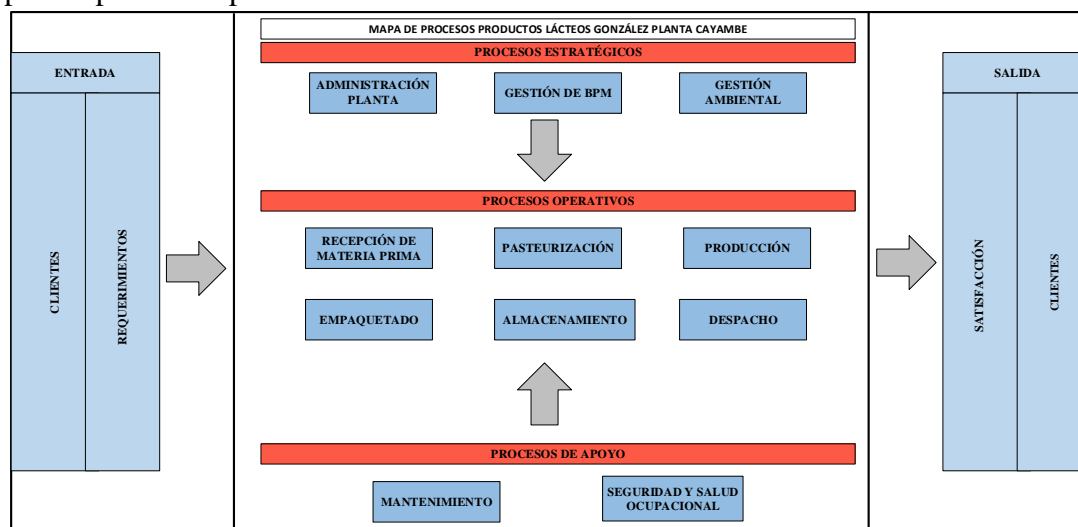 MAPA DE PROCESOS PRODUCTOS LÁCTEOS GONZÁLEZ PLANTA CAYAMBE
PROCESOS ESTRATÉGICOS
ENTRADA
CLIENTES
REQUERIMIENTOS
ADMINISTRACIÓN
PLANTA
GESTIÓN DE BPM
GESTIÓN
AMBIENTAL
PROCESOS OPERATIVOS
RECEPCIÓN DE
MATERIA PRIMA
PASTEURIZACIÓN
PRODUCCIÓN
EMPAQUETADO
ALMACENAMIENTO
DESPACHO
PROCESOS DE APOYO
MANTENIMIENTO
SEGURIDAD Y SALUD
OCUPACIONAL
SALIDA
SATISFACCIÓN
CLIENTES